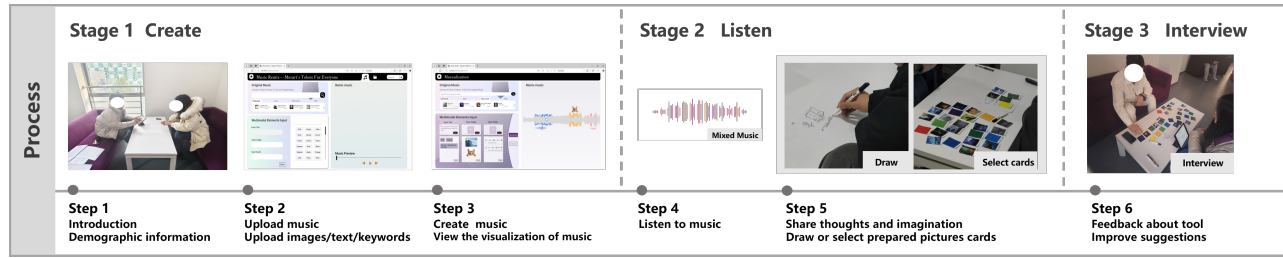 Process
Stage 1 Create
Stage 2 Listen
Stage 3 Interview
Music Remix—Mozart's Talent For Everyone
Original Music
Remix music
Multimodal Elements Input
Music Preview
Musicalization
Original Music
Remix music
Multimodal Elements Input
Mixed Music
Draw
Select cards
Interview
Step 1
Introduction
Demographic information
Step 2
Upload music
Upload images/text/keywords
Step 3
Create music
View the visualization of music
Step 4
Listen to music
Step 5
Share thoughts and imagination
Draw or select prepared pictures cards
Step 6
Feedback about tool
Improve suggestions